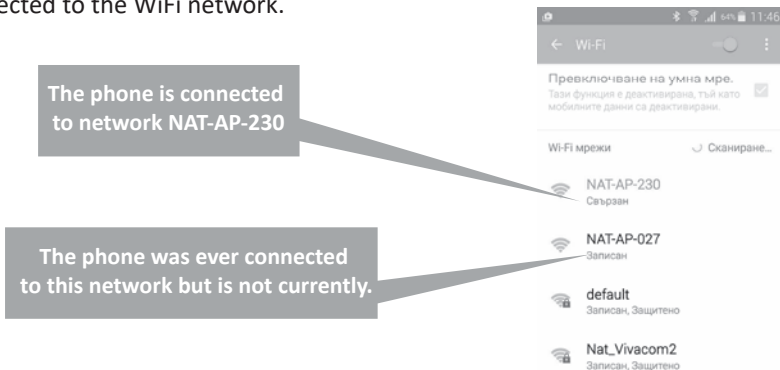 ected to the WiFi network.
64% 11:46
Wi-Fi
The phone is connected
to network NAT-AP-230
Превключване на умна мре.
Тази функция е деактивирана, тъй като
мобилните данни са деактивирани.
Wi-Fi мрежи
Сканиране...
NAT-AP-230
Свързан
The phone was ever connected
to this network but is not currently.
NAT-AP-027
Записан
default
Записан, Защитено
Nat_Vivacom2
Записан, Защитено